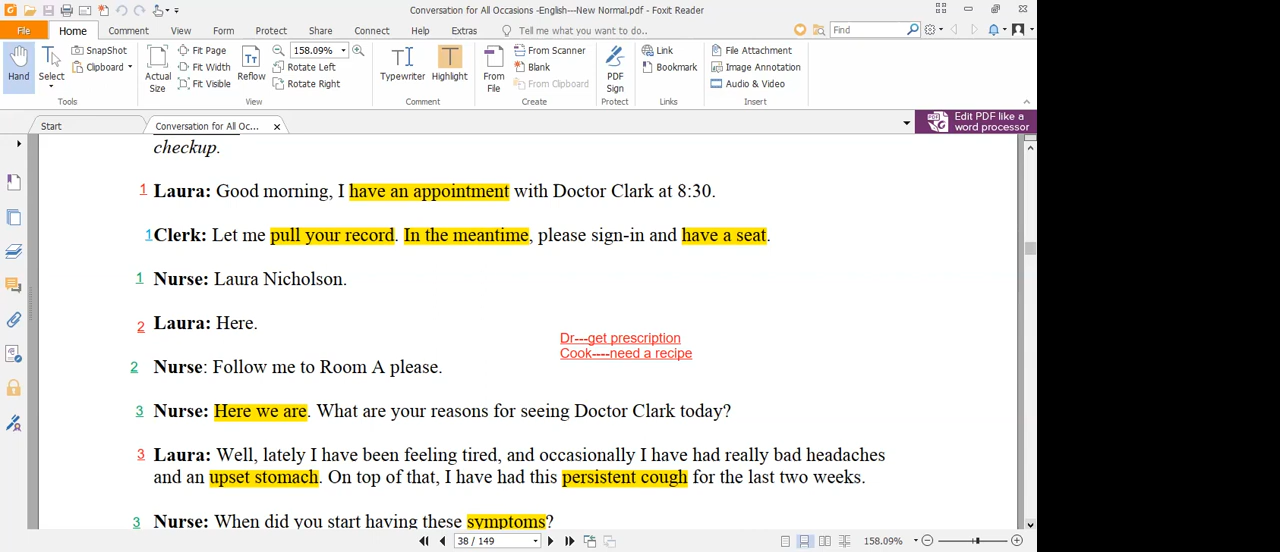 Conversation for All Occasions -English---New Normal.pdf - Foxit Reader
File Home Comment View Form Protect Share Connect Help Extras Tell me what you want to do.. Find
Hand Select SnapShot Clipboard Actual Size Fit Page Fit Width Fit Visible Reflow 158.09% Rotate Left Rotate Right Typewriter Highlight From File From Scanner Blank From Clipboard PDF Sign Link Bookmark File Attachment Image Annotation Audio & Video
Tools View Comment Create Protect Links Insert
Start Conversation for All Oc... Edit PDF like a word processor
checkup.
1 Laura: Good morning, I have an appointment with Doctor Clark at 8:30.
1 Clerk: Let me pull your record. In the meantime, please sign-in and have a seat.
1 Nurse: Laura Nicholson.
2 Laura: Here.
Dr---get prescription
Cook----need a recipe
2 Nurse: Follow me to Room A please.
3 Nurse: Here we are. What are your reasons for seeing Doctor Clark today?
3 Laura: Well, lately I have been feeling tired, and occasionally I have had really bad headaches
and an upset stomach. On top of that, I have had this persistent cough for the last two weeks.
3 Nurse: When did you start having these symptoms?
38 / 149 158.09%